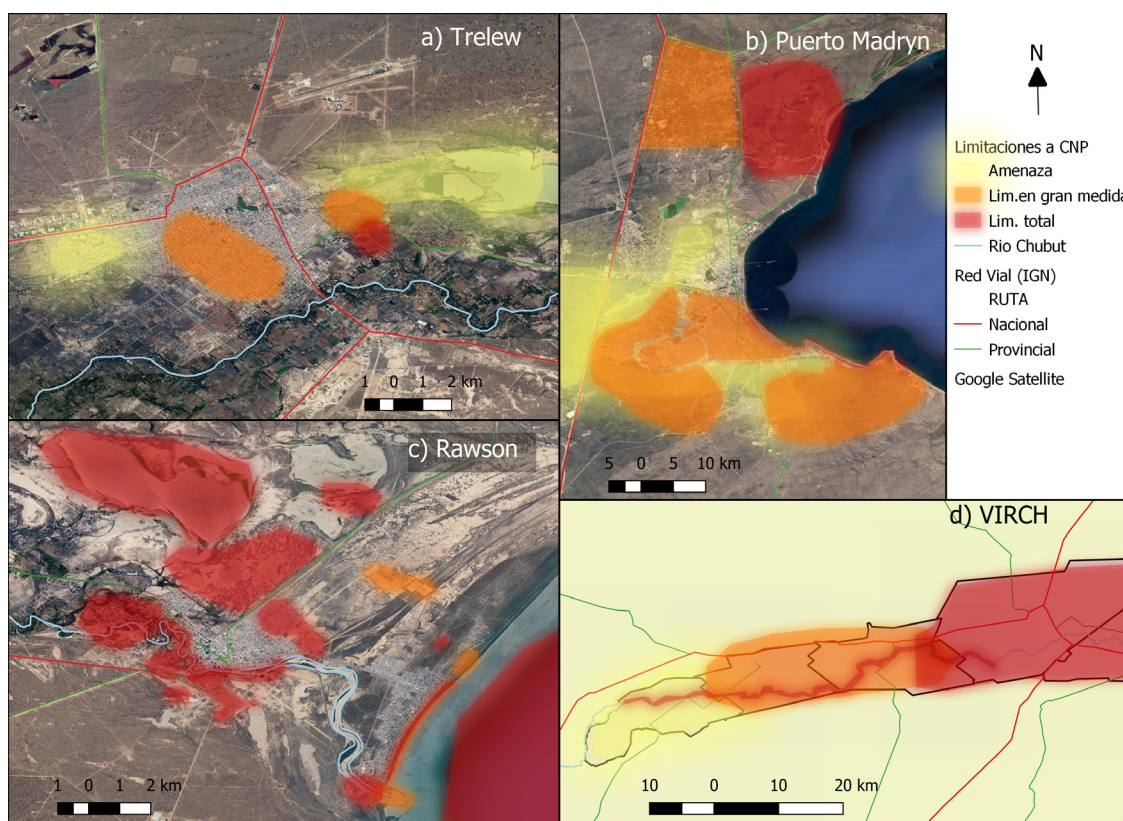 a) Trelew
1 0 1 2 km
b) Puerto Madryn
5 0 5 10 km
c) Rawson
1 0 1 2 km
d) VIRCH
10 0 10 20 km
N
Limitaciones a CNP
Amenaza
Lim.en gran medida
Lim. total
Rio Chubut
Red Vial (IGN)
RUTA
Nacional
Provincial
Google Satellite